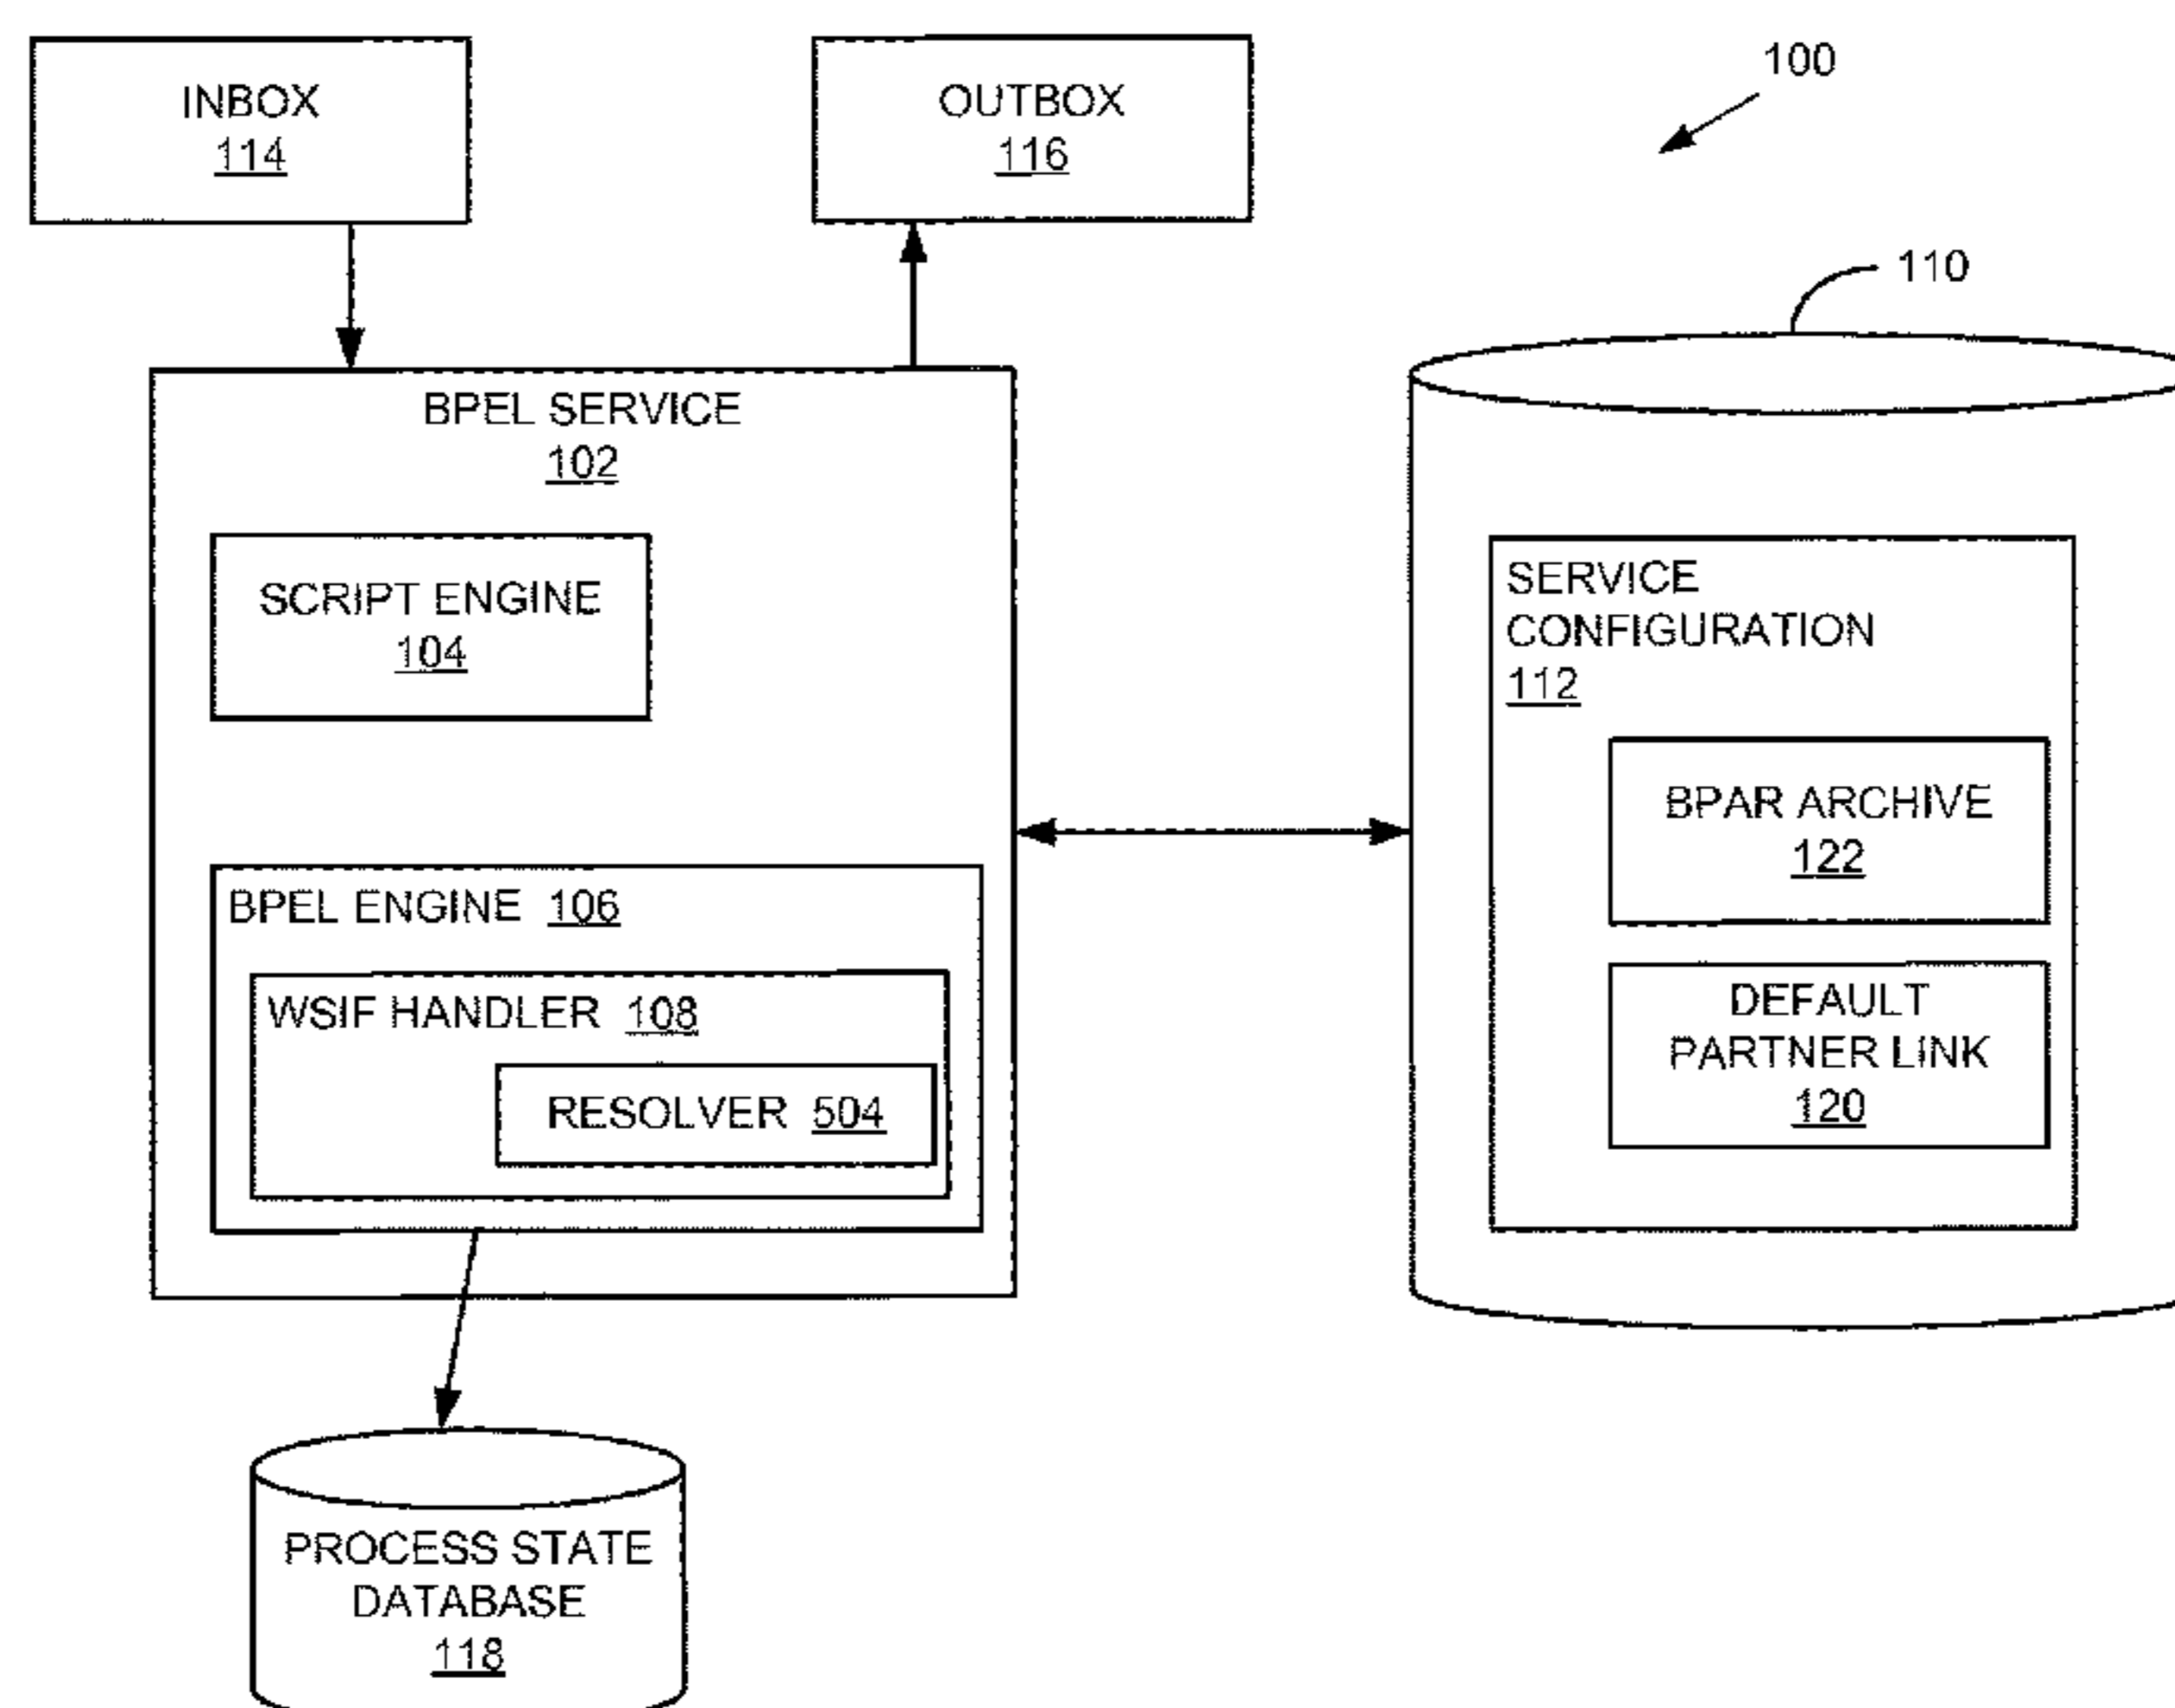 100
INBOX
114
OUTBOX
116
110
BPEL SERVICE
102
SCRIPT ENGINE
104
BPEL ENGINE 106
WSIF HANDLER 108
RESOLVER 504
SERVICE
CONFIGURATION
112
BPAR ARCHIVE
122
DEFAULT
PARTNER LINK
120
PROCESS STATE
DATABASE
118